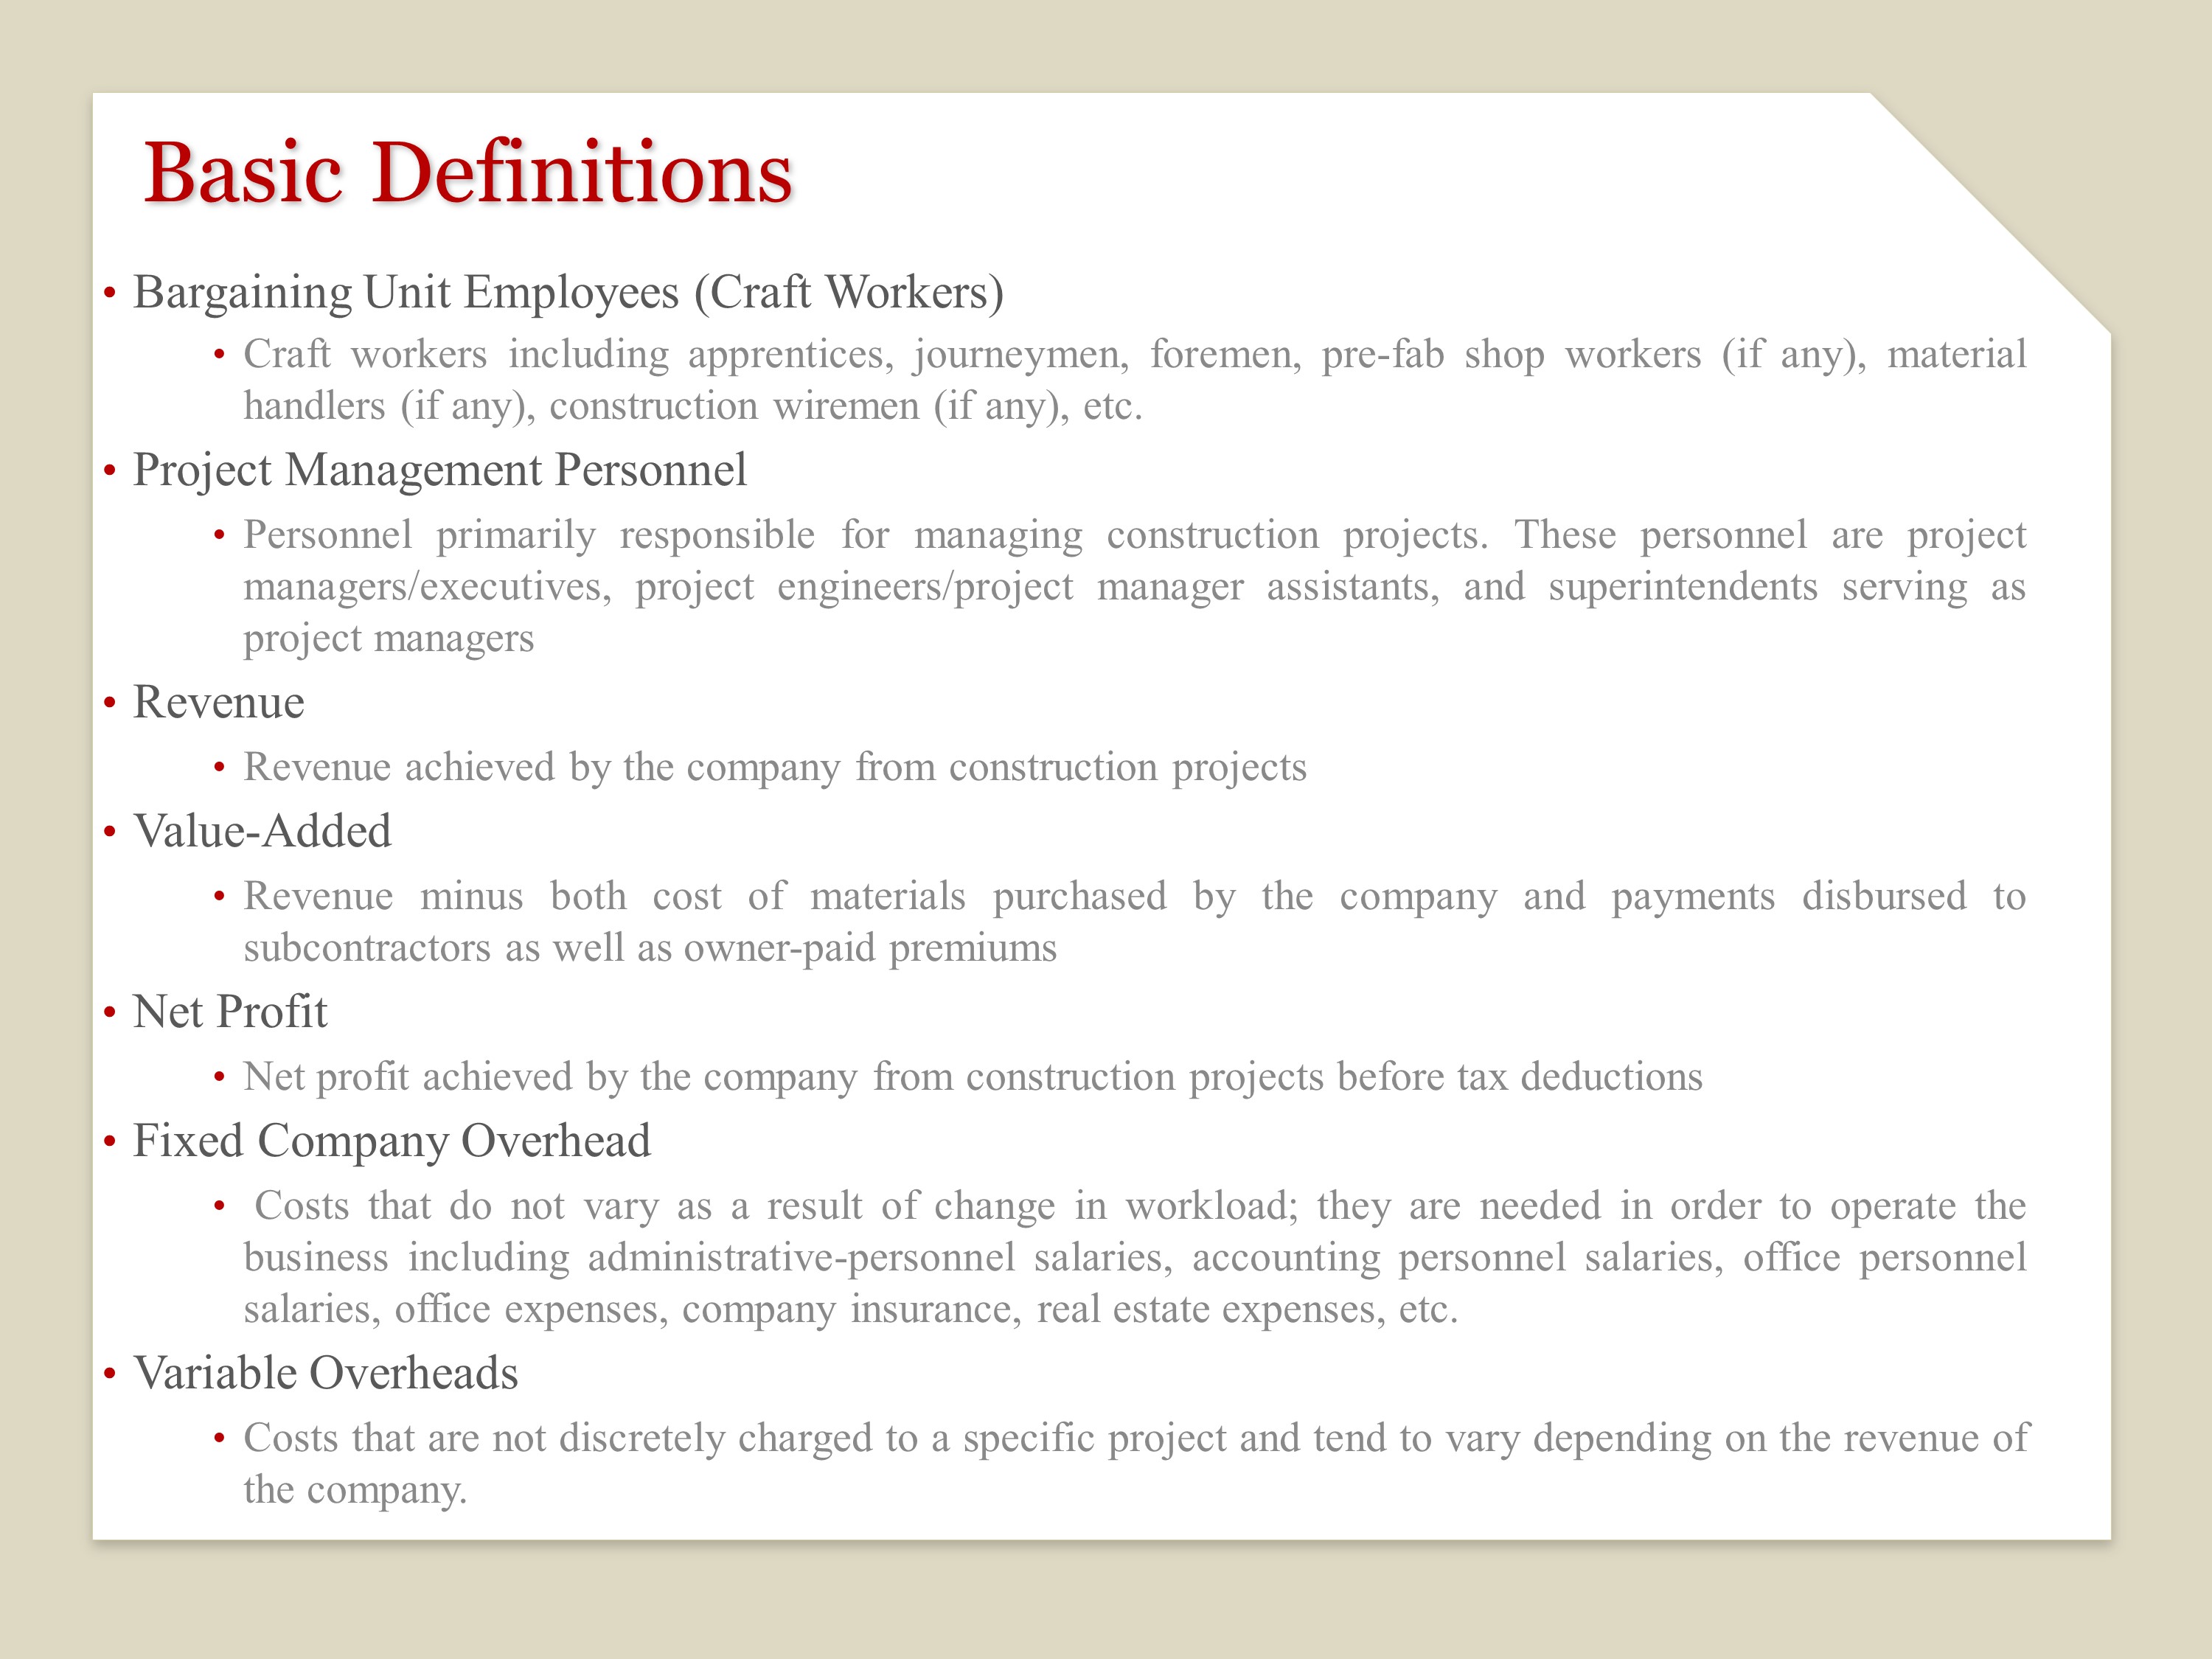 Basic Definitions
• Bargaining Unit Employees (Craft Workers)
• Craft workers including apprentices, journeymen, foremen, pre-fab shop workers (if any), material
handlers (if any), construction wiremen (if any), etc.
• Project Management Personnel
• Personnel primarily responsible for managing construction projects. These personnel are project
managers/executives, project engineers/project manager assistants, and superintendents serving as
project managers
• Revenue
• Revenue achieved by the company from construction projects
• Value-Added
• Revenue minus both cost of materials purchased by the company and payments disbursed to
subcontractors as well as owner-paid premiums
• Net Profit
• Net profit achieved by the company from construction projects before tax deductions
• Fixed Company Overhead
• Costs that do not vary as a result of change in workload; they are needed in order to operate the
business including administrative-personnel salaries, accounting personnel salaries, office personnel
salaries, office expenses, company insurance, real estate expenses, etc.
• Variable Overheads
• Costs that are not discretely charged to a specific project and tend to vary depending on the revenue of
the company.